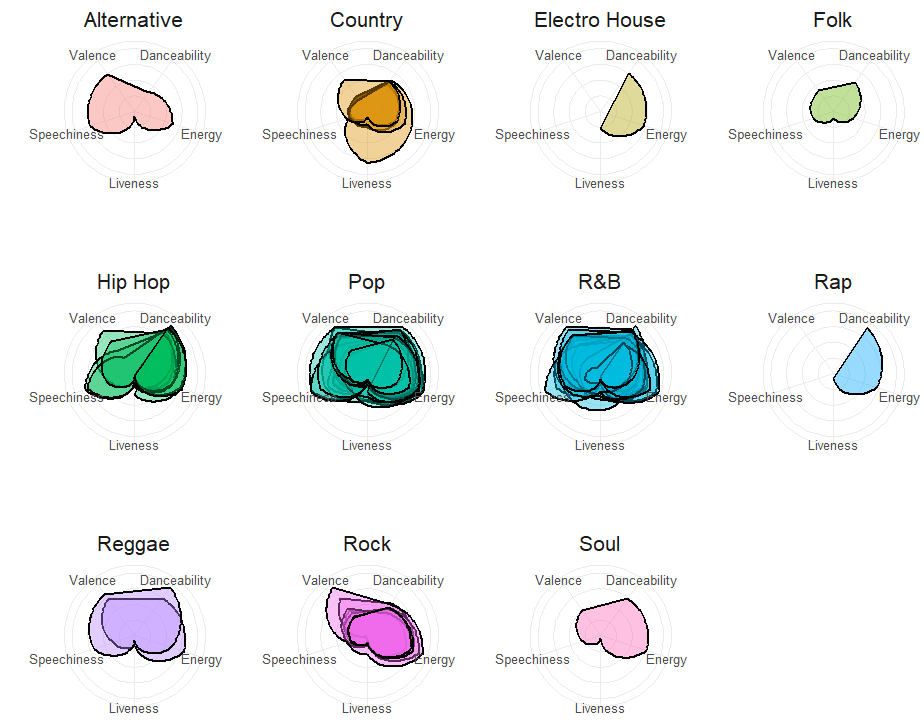 Alternative Country Electro House Folk
Valence Danceability Valence Danceability Valence Danceability Valence Danceability
Speechiness Energy Speechiness Energy Speechiness Energy Speechiness Energy
Liveness Liveness Liveness Liveness
Hip Hop Pop R&B Rap
Valence Danceability Valence Danceability Valence Danceability Valence Danceability
Speechiness Energy Speechiness Energy Speechiness Energy Speechiness Energy
Liveness Liveness Liveness Liveness
Reggae Rock Soul
Valence Danceability Valence Danceability Valence Danceability
Speechiness Energy Speechiness Energy Speechiness Energy
Liveness Liveness Liveness